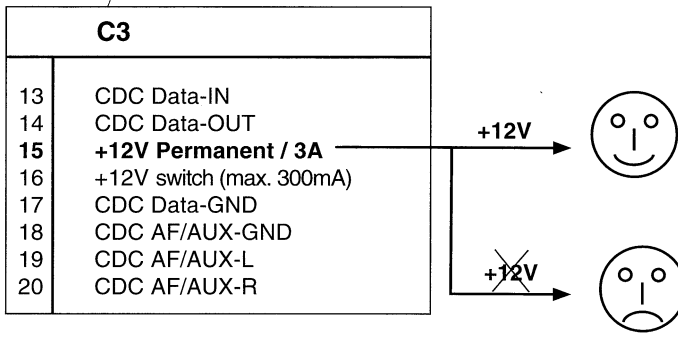 C3
13 CDC Data-IN
14 CDC Data-OUT
15 +12V Permanent / 3A
+12V
16 +12V switch (max. 300mA)
17 CDC Data-GND
18 CDC AF/AUX-GND
19 CDC AF/AUX-L
+12V
20 CDC AF/AUX-R